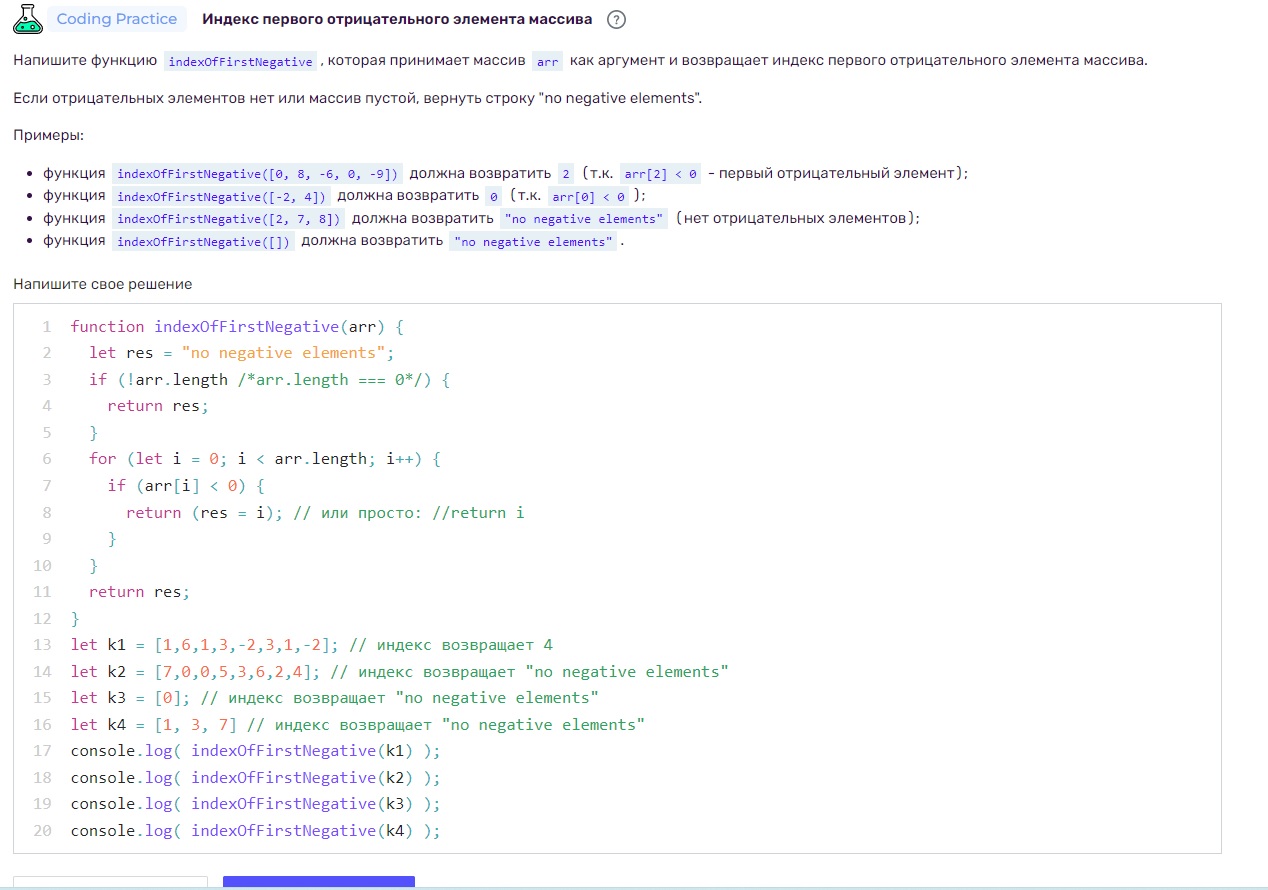 Coding Practice Индекс первого отрицательного элемента массива ?
Напишите функцию indexOfFirstNegative , которая принимает массив arr как аргумент и возвращает индекс первого отрицательного элемента массива.
Если отрицательных элементов нет или массив пустой, вернуть строку "no negative elements".
Примеры:
• функция indexOfFirstNegative([0, 8, -6, 0, -9]) должна возвратить 2 (т.к. arr[2] < 0 - первый отрицательный элемент);
• функция indexOfFirstNegative([-2, 4]) должна возвратить 0 (т.к. arr[0] < 0 );
• функция indexOfFirstNegative([2, 7, 8]) должна возвратить "no negative elements" (нет отрицательных элементов);
• функция indexOfFirstNegative([]) должна возвратить "no negative elements" .
Напишите свое решение
1 function indexOfFirstNegative(arr) {
2 let res = "no negative elements";
3 if (!arr.length /*arr.length === 0*/) {
4 return res;
5 }
6 for (let i = 0; i < arr.length; i++) {
7 if (arr[i] < 0) {
8 return (res = i); // или просто: //return i
9 }
10 }
11 return res;
12 }
13 let k1 = [1,6,1,3,-2,3,1,-2]; // индекс возвращает 4
14 let k2 = [7,0,0,5,3,6,2,4]; // индекс возвращает "no negative elements"
15 let k3 = [0]; // индекс возвращает "no negative elements"
16 let k4 = [1, 3, 7] // индекс возвращает "no negative elements"
17 console.log( indexOfFirstNegative(k1) );
18 console.log( indexOfFirstNegative(k2) );
19 console.log( indexOfFirstNegative(k3) );
20 console.log( indexOfFirstNegative(k4) );